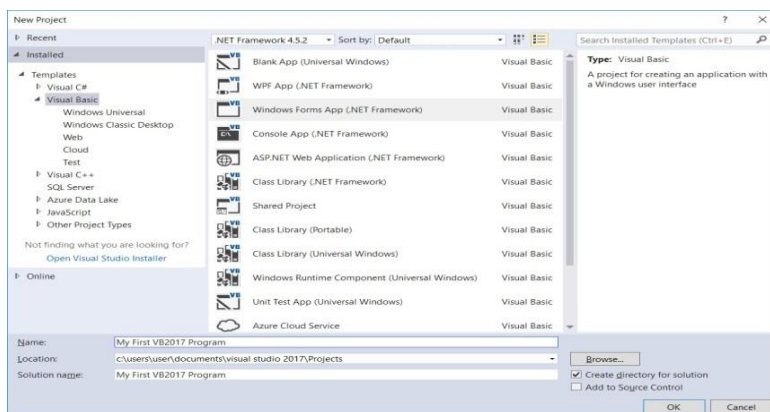 New Project
? ×
Recent
Installed
Templates
Visual C#
Visual Basic
Windows Universal
Windows Classic Desktop
Web
Cloud
Test
Visual C++
SQL Server
Azure Data Lake
JavaScript
Other Project Types
Not finding what you are looking for?
Open Visual Studio Installer
Online
.NET Framework 4.5.2 Sort by: Default
Blank App (Universal Windows) Visual Basic
WPF App (.NET Framework) Visual Basic
Windows Forms App (.NET Framework) Visual Basic
Console App (.NET Framework) Visual Basic
ASP.NET Web Application (.NET Framework) Visual Basic
Class Library (.NET Framework) Visual Basic
Shared Project Visual Basic
Class Library (Portable) Visual Basic
Class Library (Universal Windows) Visual Basic
Windows Runtime Component (Universal Windows) Visual Basic
Unit Test App (Universal Windows) Visual Basic
Azure Cloud Service Visual Basic
Search Installed Templates (Ctrl+E)
Type: Visual Basic
A project for creating an application with
a Windows user interface
Name: My First VB2017 Program
Location: c:\users\user\documents\visual studio 2017\Projects
Browse...
Solution name: My First VB2017 Program
Create directory for solution
Add to Source Control
OK Cancel